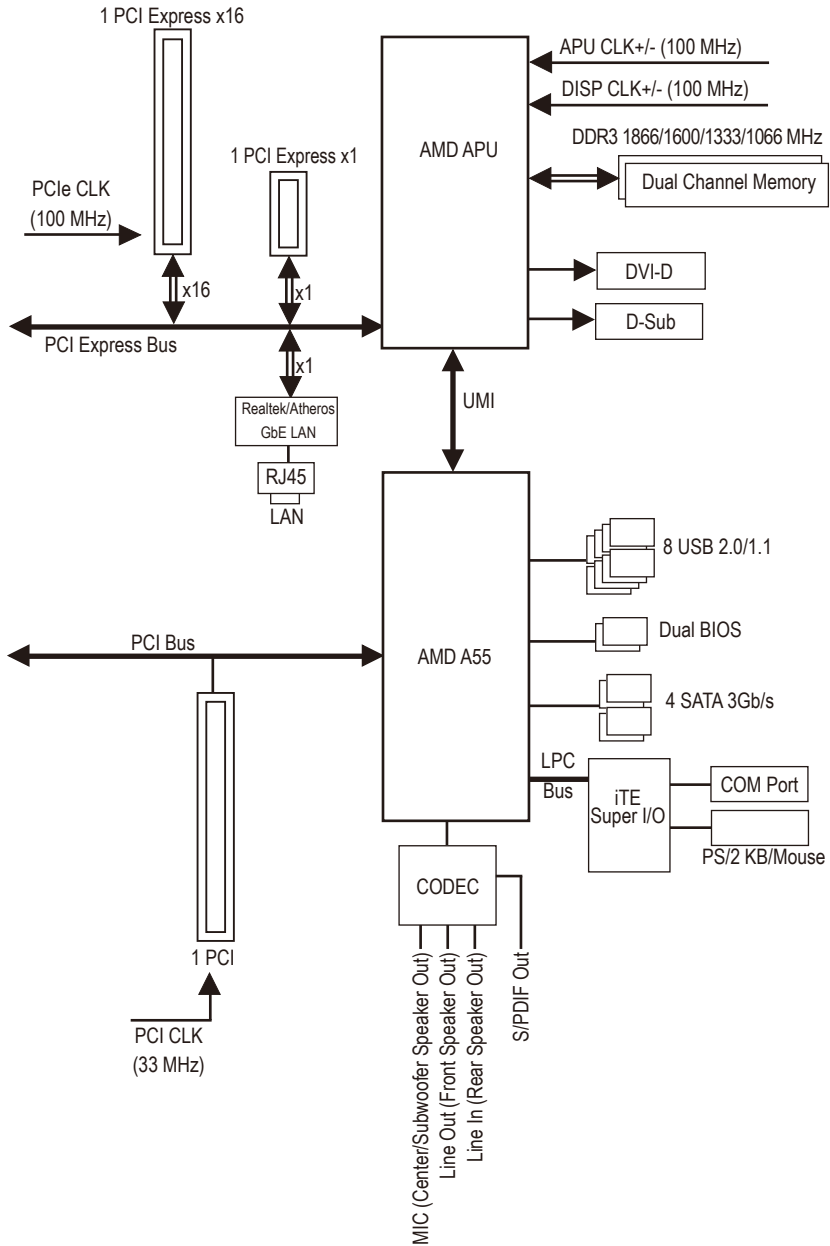 1 PCI Express x16
APU CLK+/- (100 MHz)
DISP CLK+/- (100 MHz)
DDR3 1866/1600/1333/1066 MHz
AMD APU
1 PCI Express x1
Dual Channel Memory
PCIe CLK
(100 MHz)
DVI-D
x16
x1
D-Sub
PCI Express Bus
x1
UMI
Realtek/Atheros
GbE LAN
RJ45
LAN
8 USB 2.0/1.1
PCI Bus
AMD A55
Dual BIOS
4 SATA 3Gb/s
LPC
Bus
iTE
Super I/O
COM Port
PS/2 KB/Mouse
CODEC
1 PCI
PCI CLK
(33 MHz)
MIC (Center/Subwoofer Speaker Out)
Line Out (Front Speaker Out)
Line In (Rear Speaker Out)
S/PDIF Out